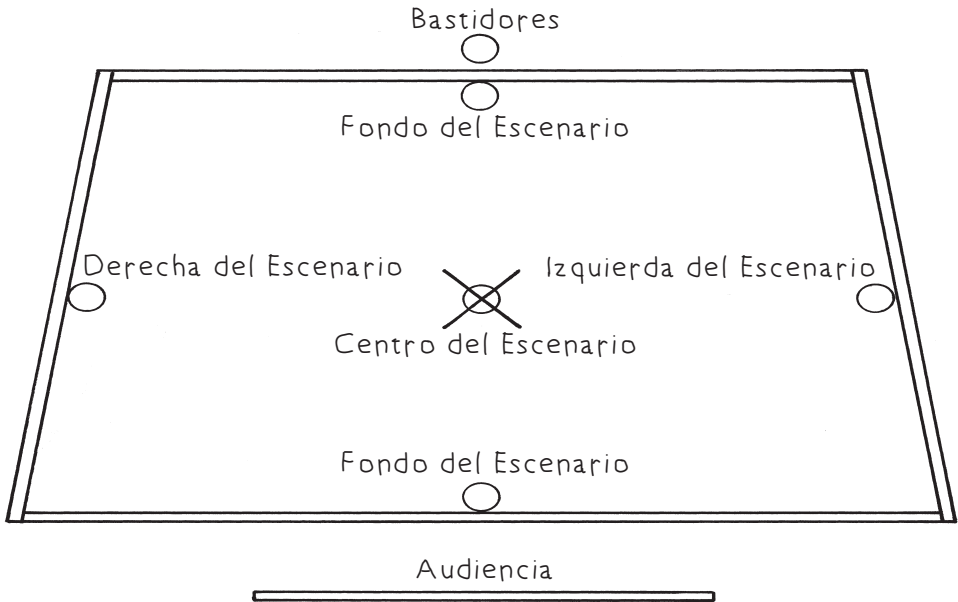 Bastidores
Fondo del Escenario
Derecha del Escenario
Izquierda del Escenario
Centro del Escenario
Fondo del Escenario
Audiencia